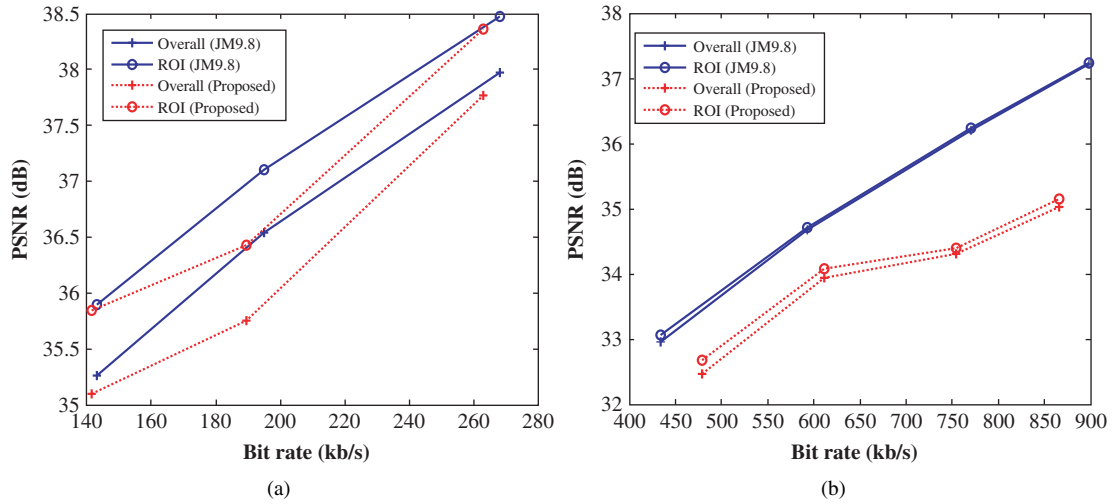 38.5
38
37.5
37
36.5
36
35.5
35
PSNR (dB)
Overall (JM9.8)
ROI (JM9.8)
Overall (Proposed)
ROI (Proposed)
140 160 180 200 220 240 260 280
Bit rate (kb/s)
(a)
38
37
36
35
34
33
32
PSNR (dB)
Overall (JM9.8)
ROI (JM9.8)
Overall (Proposed)
ROI (Proposed)
400 450 500 550 600 650 700 750 800 850 900
Bit rate (kb/s)
(b)